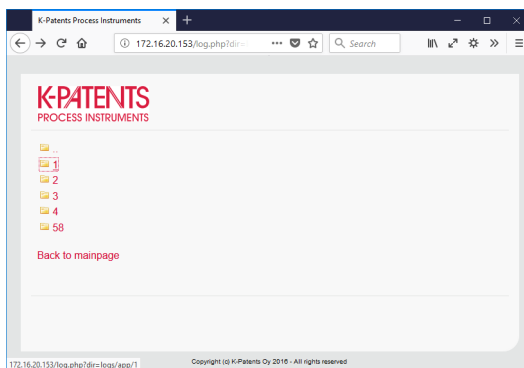 K-Patents Process Instruments
172.16.20.153/log.php?dir=
Search
K-PATENTS
PROCESS INSTRUMENTS
..
1
2
3
4
58
Back to mainpage
Copyright (c) K-Patents Oy 2016 - All rights reserved
172.16.20.153/log.php?dir=logs/app/1